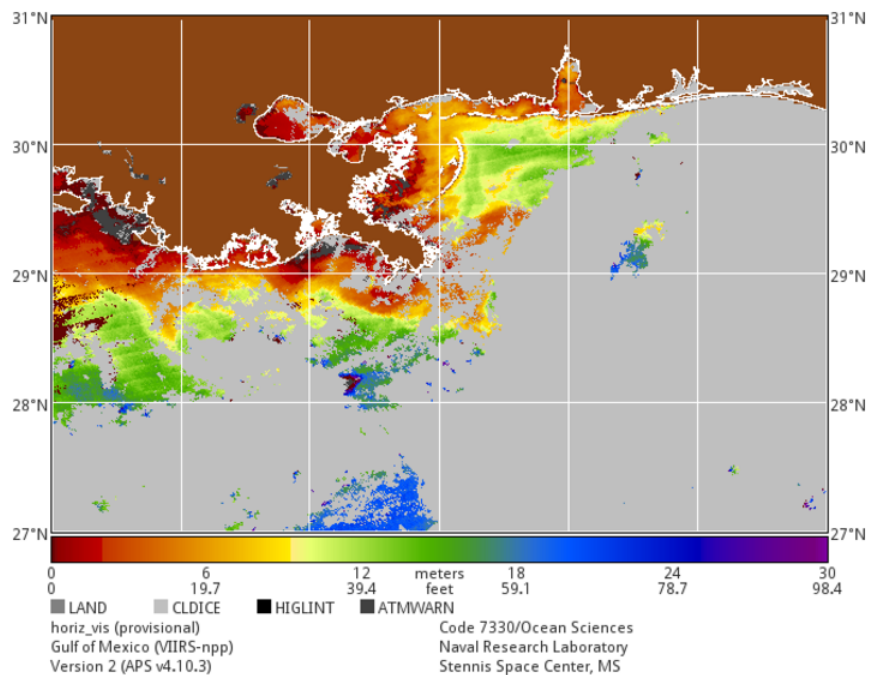 31°N 31°N
30°N 30°N
29°N 29°N
28°N 28°N
27°N 27°N
0 6 12 meters 18 24 30
0 19.7 39.4 feet 59.1 78.7 98.4
LAND CLDICE HIGLINT ATMWARN
horiz_vis (provisional) Code 7330/Ocean Sciences
Gulf of Mexico (VIIRS-npp) Naval Research Laboratory
Version 2 (APS v4.10.3) Stennis Space Center, MS